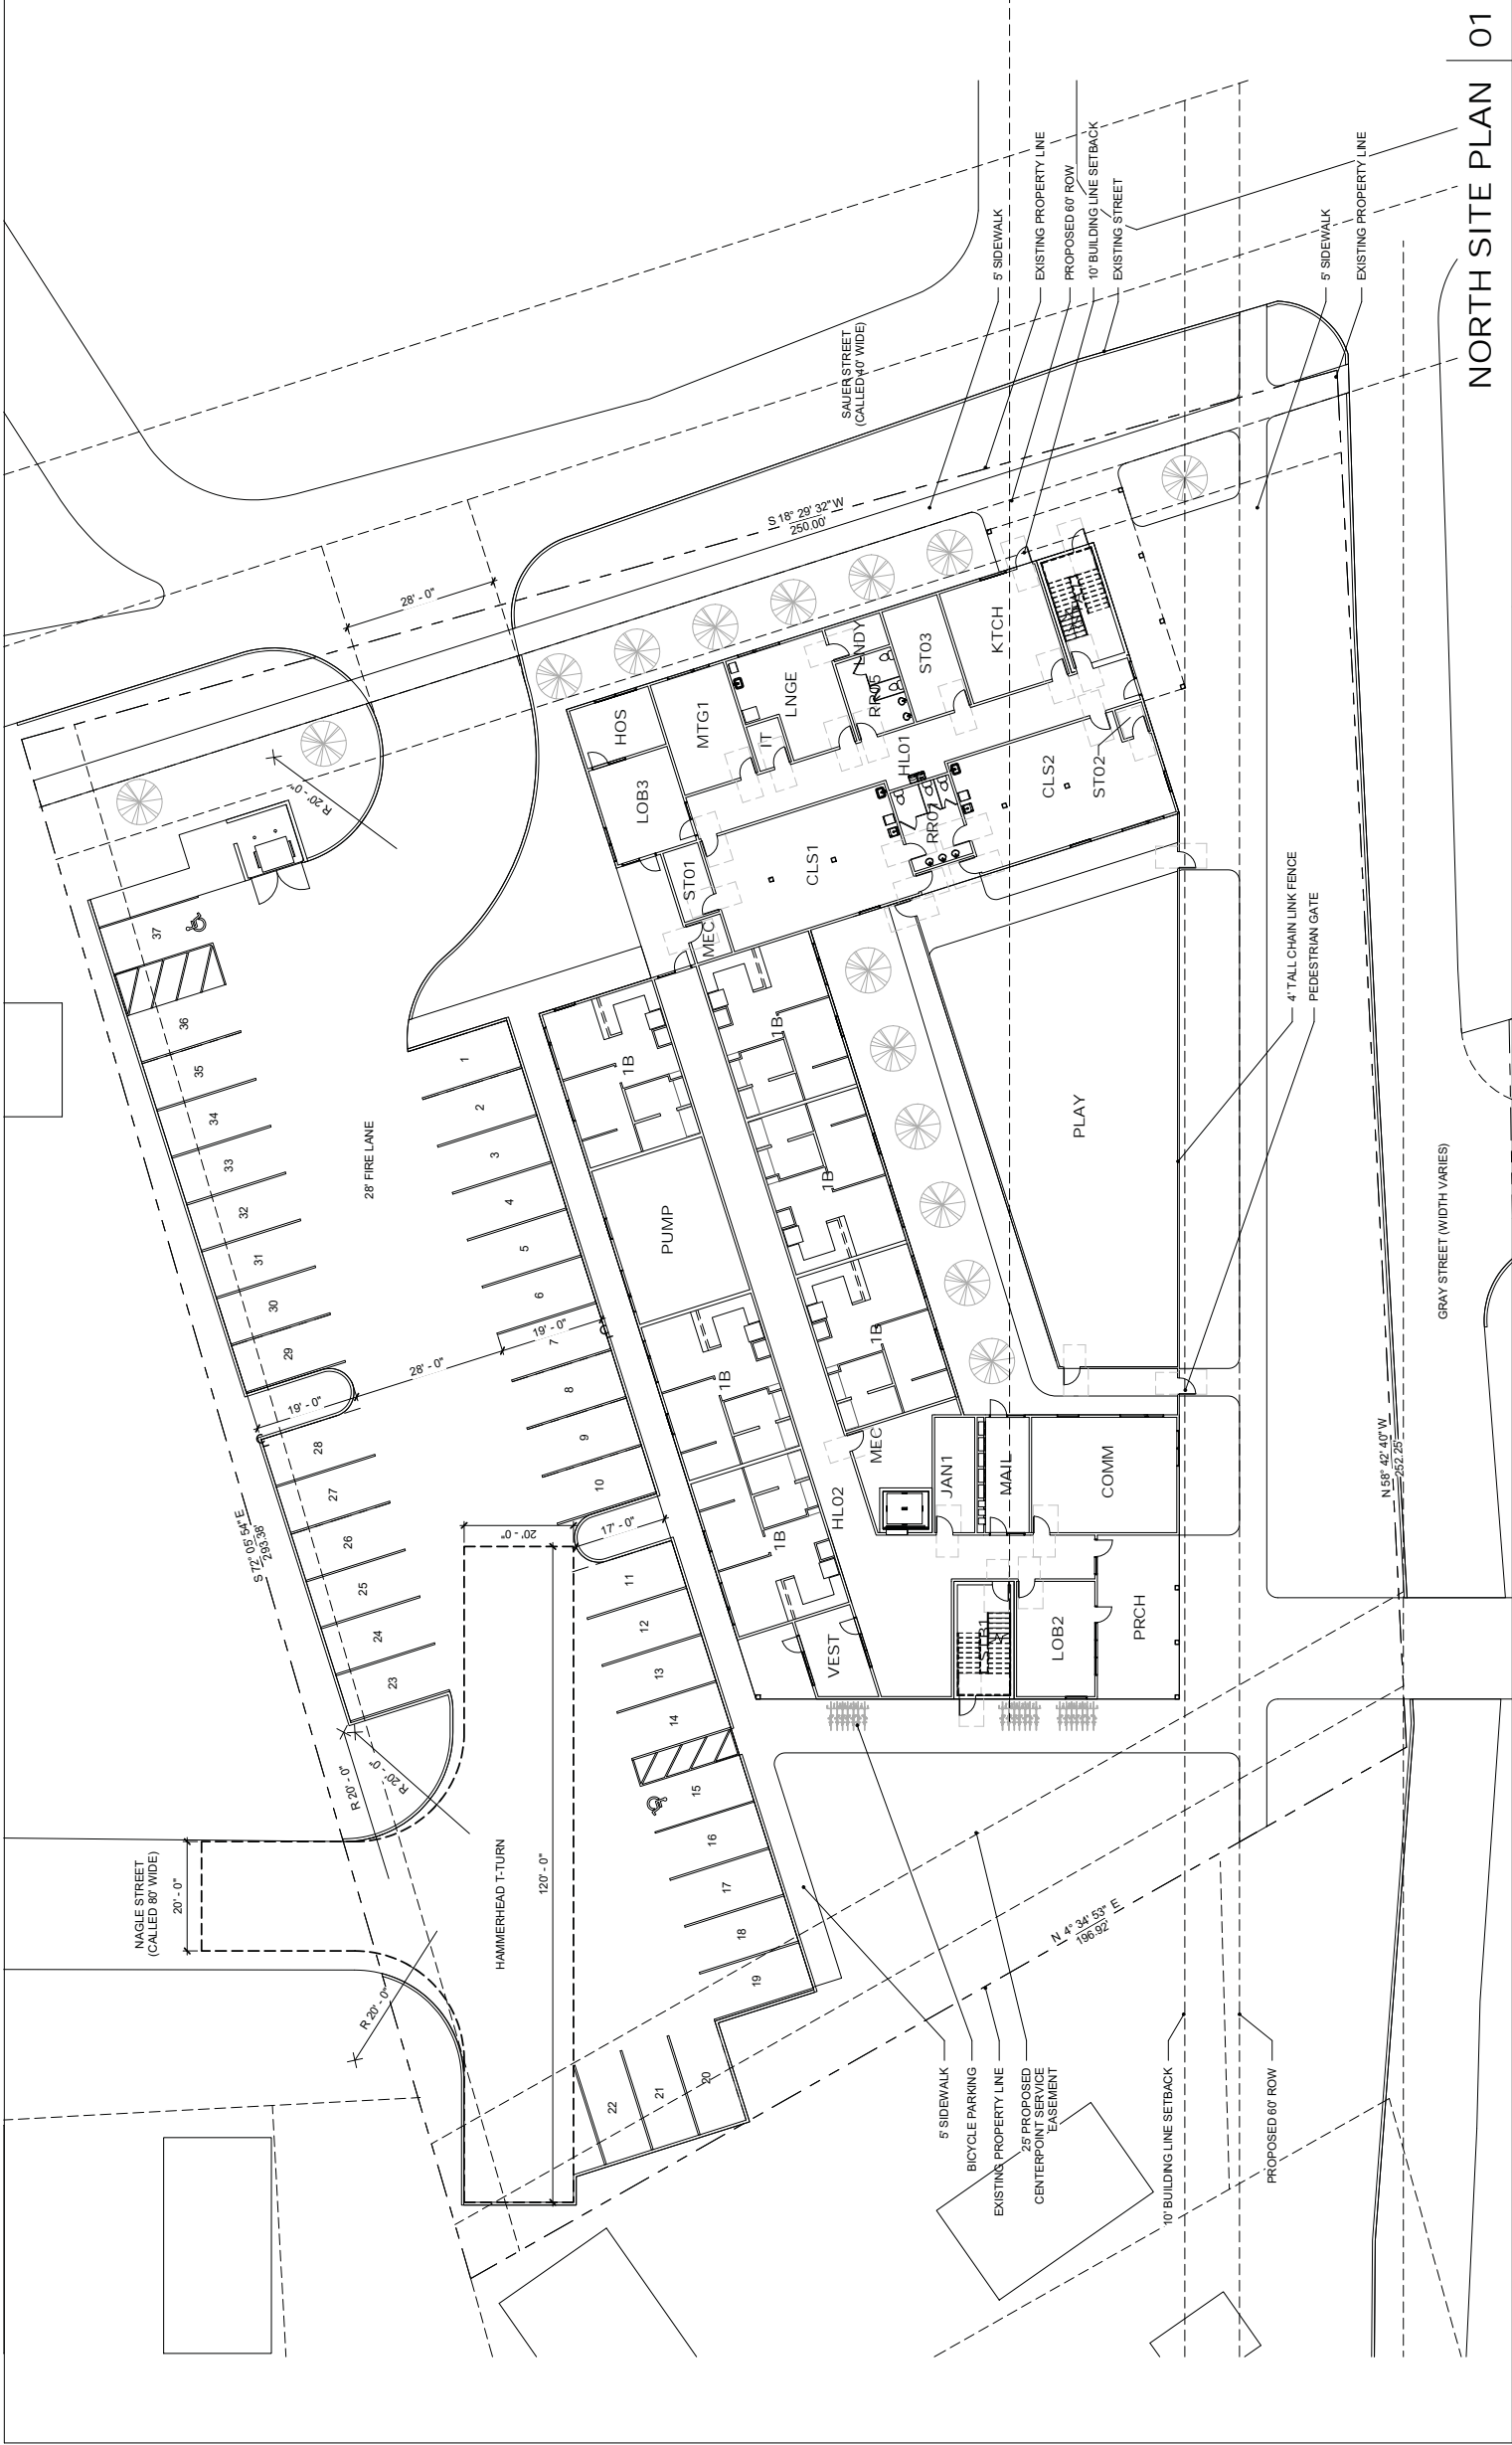 NORTH SITE PLAN
01
NAGLE STREET
(CALLED 80' WIDE)
20' - 0"
R 20' - 0"
R 20' - 0"
R 20' - 0"
HAMMERHEAD T-TURN
120' - 0"
20' - 0"
17' - 0"
S 72° 05' 54" E
293.38'
19' - 0"
28' - 0"
19' - 0"
28' FIRE LANE
R 20' - 0"
28' - 0"
22
21
20
19
18
17
16
15
14
13
12
11
10
9
8
7
6
5
4
3
2
1
23
24
25
26
27
28
29
30
31
32
33
34
35
36
37
SAUER STREET
(CALLED 40' WIDE)
S 18° 29' 32" W
250.00'
VEST
1B
1B
PUMP
1B
HL02
MEC
1B
1B
1B
MEC
ST01
LOB3
HOS
MTG1
IT
LNGE
LNDY
RR05
ST03
KTCH
HL01
CLS1
CLS2
ST02
JAN1
MAIL
COMM
LOB2
PRCH
PLAY
5' SIDEWALK
EXISTING PROPERTY LINE
PROPOSED 60' ROW
10' BUILDING LINE SETBACK
EXISTING STREET
5' SIDEWALK
EXISTING PROPERTY LINE
4' TALL CHAIN LINK FENCE
PEDESTRIAN GATE
5' SIDEWALK
BICYCLE PARKING
EXISTING PROPERTY LINE
25' PROPOSED
CENTERPOINT SERVICE
EASEMENT
10' BUILDING LINE SETBACK
PROPOSED 60' ROW
N 4° 34' 53" E
196.92'
N 58° 42' 40" W
252.25'
GRAY STREET (WIDTH VARIES)